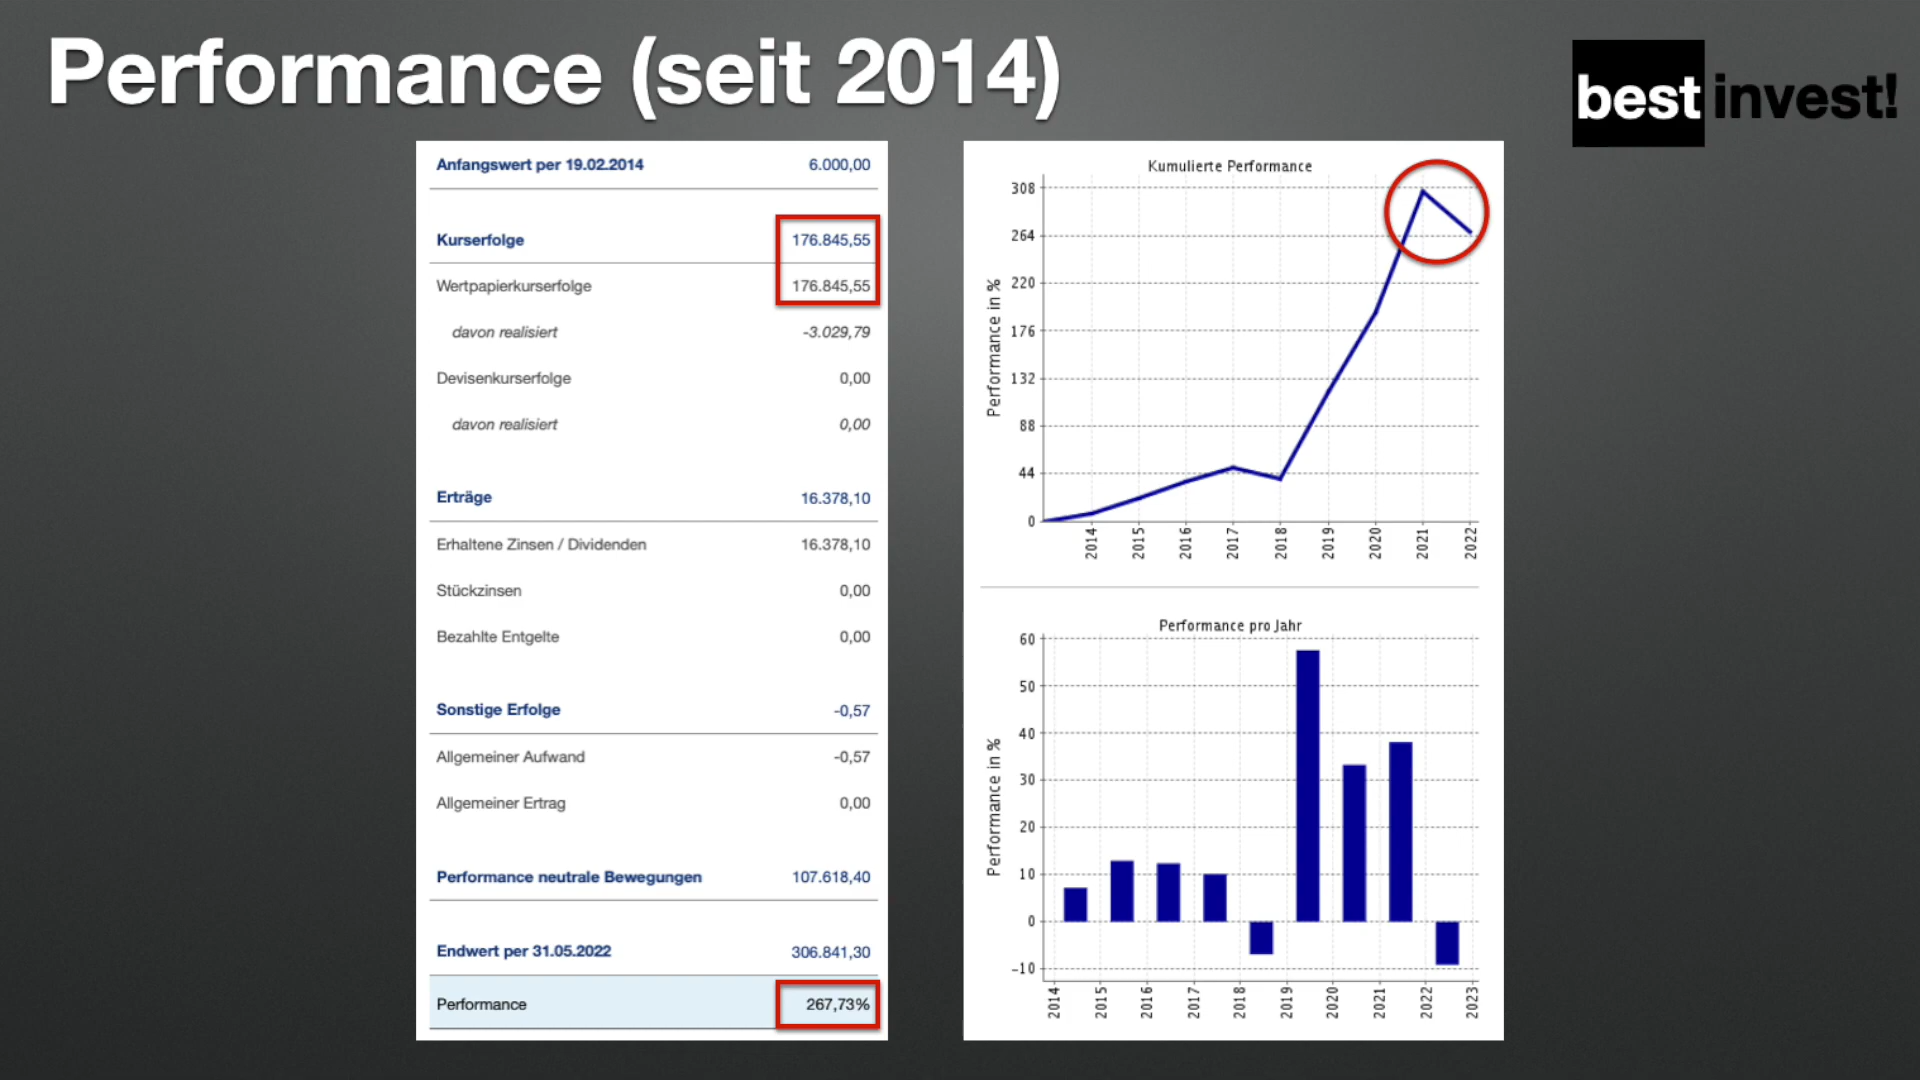 Performance (seit 2014)
best invest!
Anfangswert per 19.02.2014 6.000,00
Kurserfolge 176.845,55
Wertpapierkurserfolge 176.845,55
davon realisiert -3.029,79
Devisenkurserfolge 0,00
davon realisiert 0,00
Erträge 16.378,10
Erhaltene Zinsen / Dividenden 16.378,10
Stückzinsen 0,00
Bezahlte Entgelte 0,00
Sonstige Erfolge -0,57
Allgemeiner Aufwand -0,57
Allgemeiner Ertrag 0,00
Performance neutrale Bewegungen 107.618,40
Endwert per 31.05.2022 306.841,30
Performance 267,73%
Kumulierte Performance
Performance in %
308
264
220
176
132
88
44
0
2014 2015 2016 2017 2018 2019 2020 2021 2022
Performance pro Jahr
Performance in %
60
50
40
30
20
10
0
-10
2014 2015 2016 2017 2018 2019 2020 2021 2022 2023